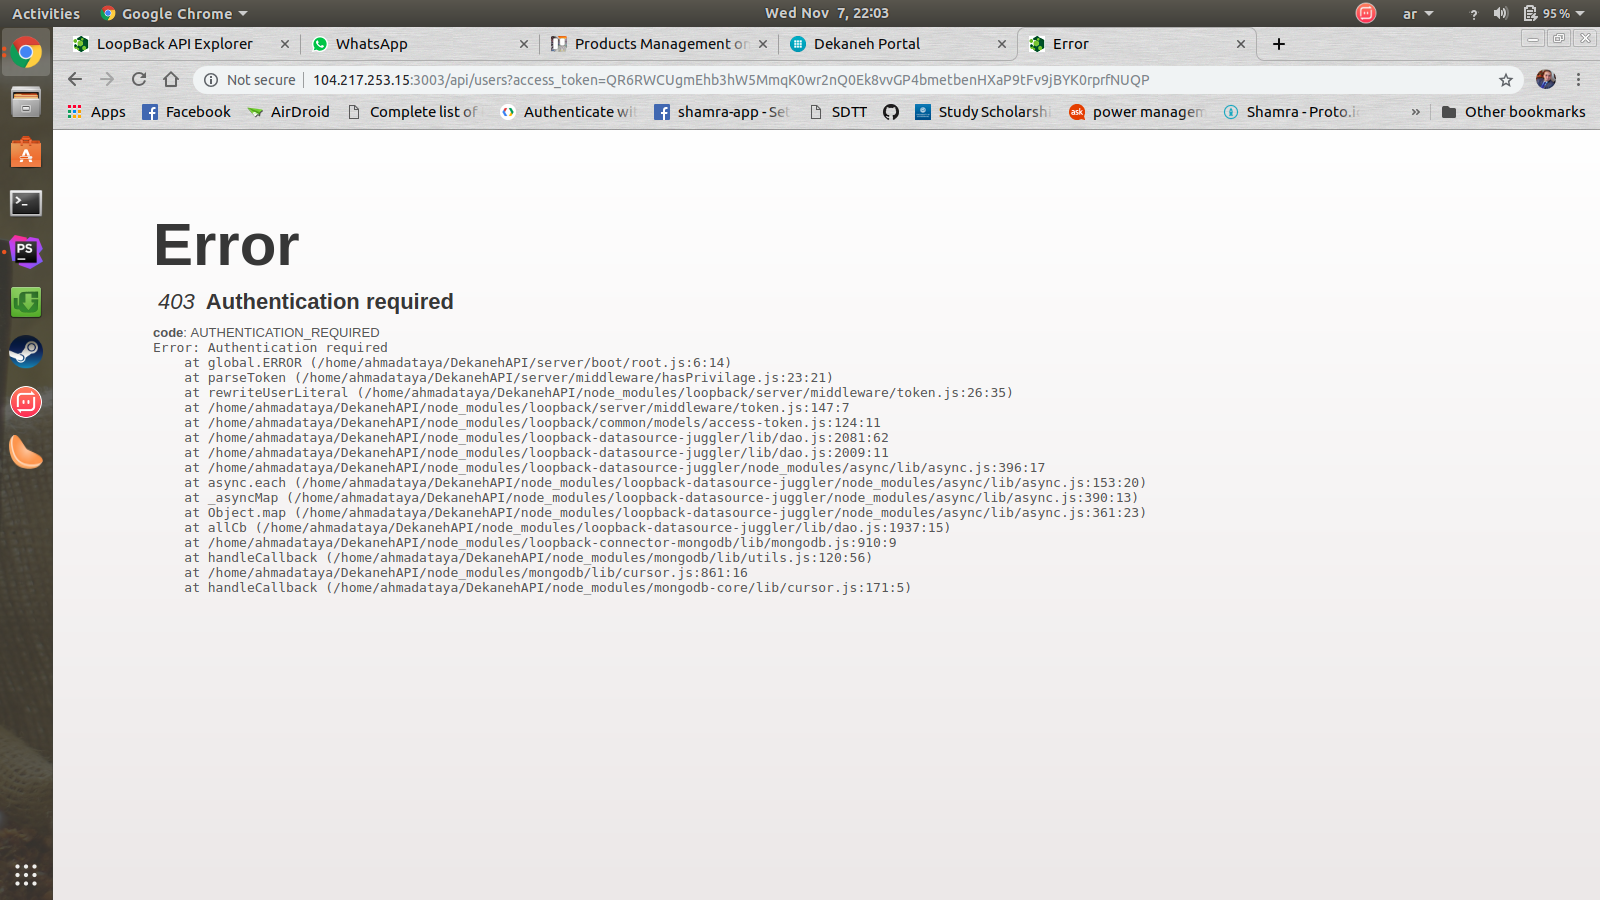 Activities
Google Chrome
Wed Nov 7, 22:03
ar
?
95 %
LoopBack API Explorer
WhatsApp
Products Management on
Dekaneh Portal
Error
Not secure
104.217.253.15:3003/api/users?access_token=QR6RWCUgmEhb3hW5MmqK0wr2nQ0Ek8vvGP4bmetbenHXaP9tFv9jBYK0rprfNUQP
Apps
Facebook
AirDroid
Complete list of
Authenticate wit
shamra-app - Set
SDTT
Study Scholarshi
ask
power managem
Shamra - Proto.io
»
Other bookmarks
PS
Error
403 Authentication required
code: AUTHENTICATION_REQUIRED
Error: Authentication required
at global.ERROR (/home/ahmadataya/DekanehAPI/server/boot/root.js:6:14)
at parseToken (/home/ahmadataya/DekanehAPI/server/middleware/hasPrivilage.js:23:21)
at rewriteUserLiteral (/home/ahmadataya/DekanehAPI/node_modules/loopback/server/middleware/token.js:26:35)
at /home/ahmadataya/DekanehAPI/node_modules/loopback/server/middleware/token.js:147:7
at /home/ahmadataya/DekanehAPI/node_modules/loopback/common/models/access-token.js:124:11
at /home/ahmadataya/DekanehAPI/node_modules/loopback-datasource-juggler/lib/dao.js:2081:62
at /home/ahmadataya/DekanehAPI/node_modules/loopback-datasource-juggler/lib/dao.js:2009:11
at /home/ahmadataya/DekanehAPI/node_modules/loopback-datasource-juggler/node_modules/async/lib/async.js:396:17
at async.each (/home/ahmadataya/DekanehAPI/node_modules/loopback-datasource-juggler/node_modules/async/lib/async.js:153:20)
at _asyncMap (/home/ahmadataya/DekanehAPI/node_modules/loopback-datasource-juggler/node_modules/async/lib/async.js:390:13)
at Object.map (/home/ahmadataya/DekanehAPI/node_modules/loopback-datasource-juggler/node_modules/async/lib/async.js:361:23)
at allCb (/home/ahmadataya/DekanehAPI/node_modules/loopback-datasource-juggler/lib/dao.js:1937:15)
at /home/ahmadataya/DekanehAPI/node_modules/loopback-connector-mongodb/lib/mongodb.js:910:9
at handleCallback (/home/ahmadataya/DekanehAPI/node_modules/mongodb/lib/utils.js:120:56)
at /home/ahmadataya/DekanehAPI/node_modules/mongodb/lib/cursor.js:861:16
at handleCallback (/home/ahmadataya/DekanehAPI/node_modules/mongodb-core/lib/cursor.js:171:5)